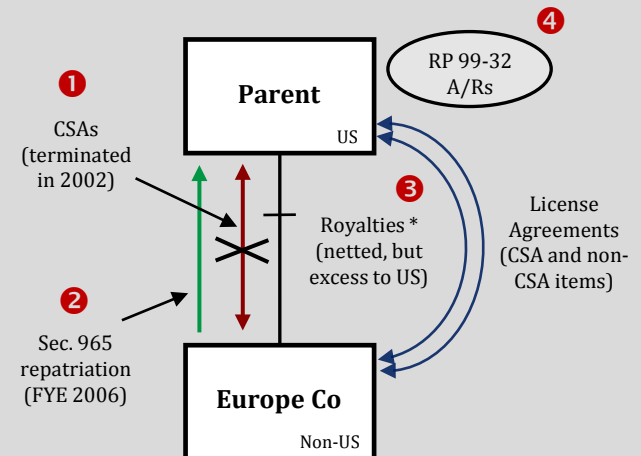 4
RP 99-32
A/Rs
Parent
US
1
CSAs
(terminated
in 2002)
3
Royalties *
(netted, but
excess to US)
License
Agreements
(CSA and non-
CSA items)
2
Sec. 965
repatriation
(FYE 2006)
Europe Co
Non-US